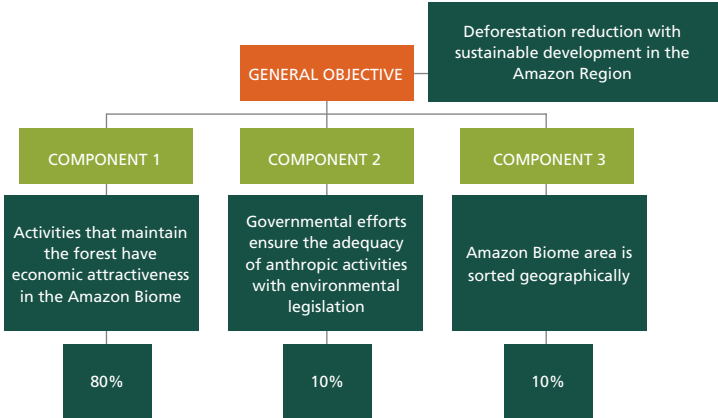 Deforestation reduction with
sustainable development in the
Amazon Region
GENERAL OBJECTIVE
COMPONENT 1
COMPONENT 2
COMPONENT 3
Activities that maintain
the forest have
economic attractiveness
in the Amazon Biome
Governmental efforts
ensure the adequacy
of anthropic activities
with environmental
legislation
Amazon Biome area is
sorted geographically
80%
10%
10%